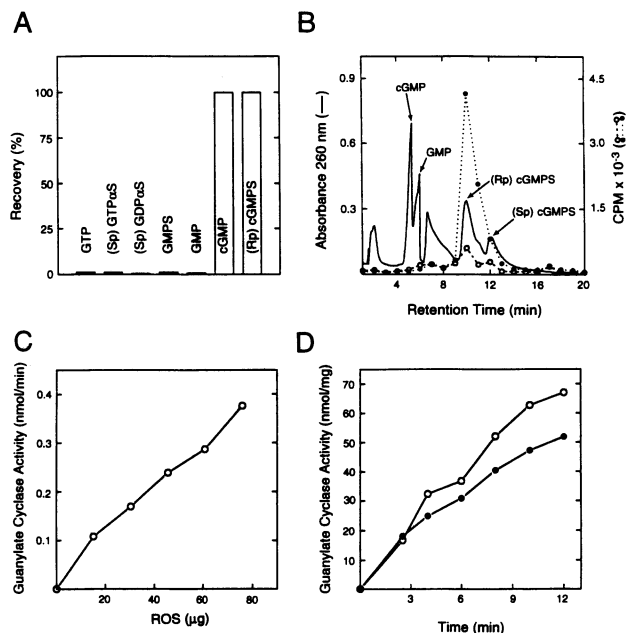 A
Recovery (%)
100
75
50
25
0
GTP
(Sp) GTPαS
(Sp) GDPαS
GMPS
GMP
cGMP
(Rp) cGMPS
B
Absorbance 260 nm (—)
0.9
0.6
0.3
cGMP
GMP
(Rp) cGMPS
(Sp) cGMPS
4.5
3.0
1.5
0
4
8
12
16
20
Retention Time (min)
C
Guanylate Cyclase Activity (nmol/min)
0.4
0.3
0.2
0.1
20
40
60
80
ROS (μg)
D
Guanylate Cyclase Activity (nmol/mg)
70
60
50
40
30
20
10
3
6
9
12
Time (min)
CPM x 10-3